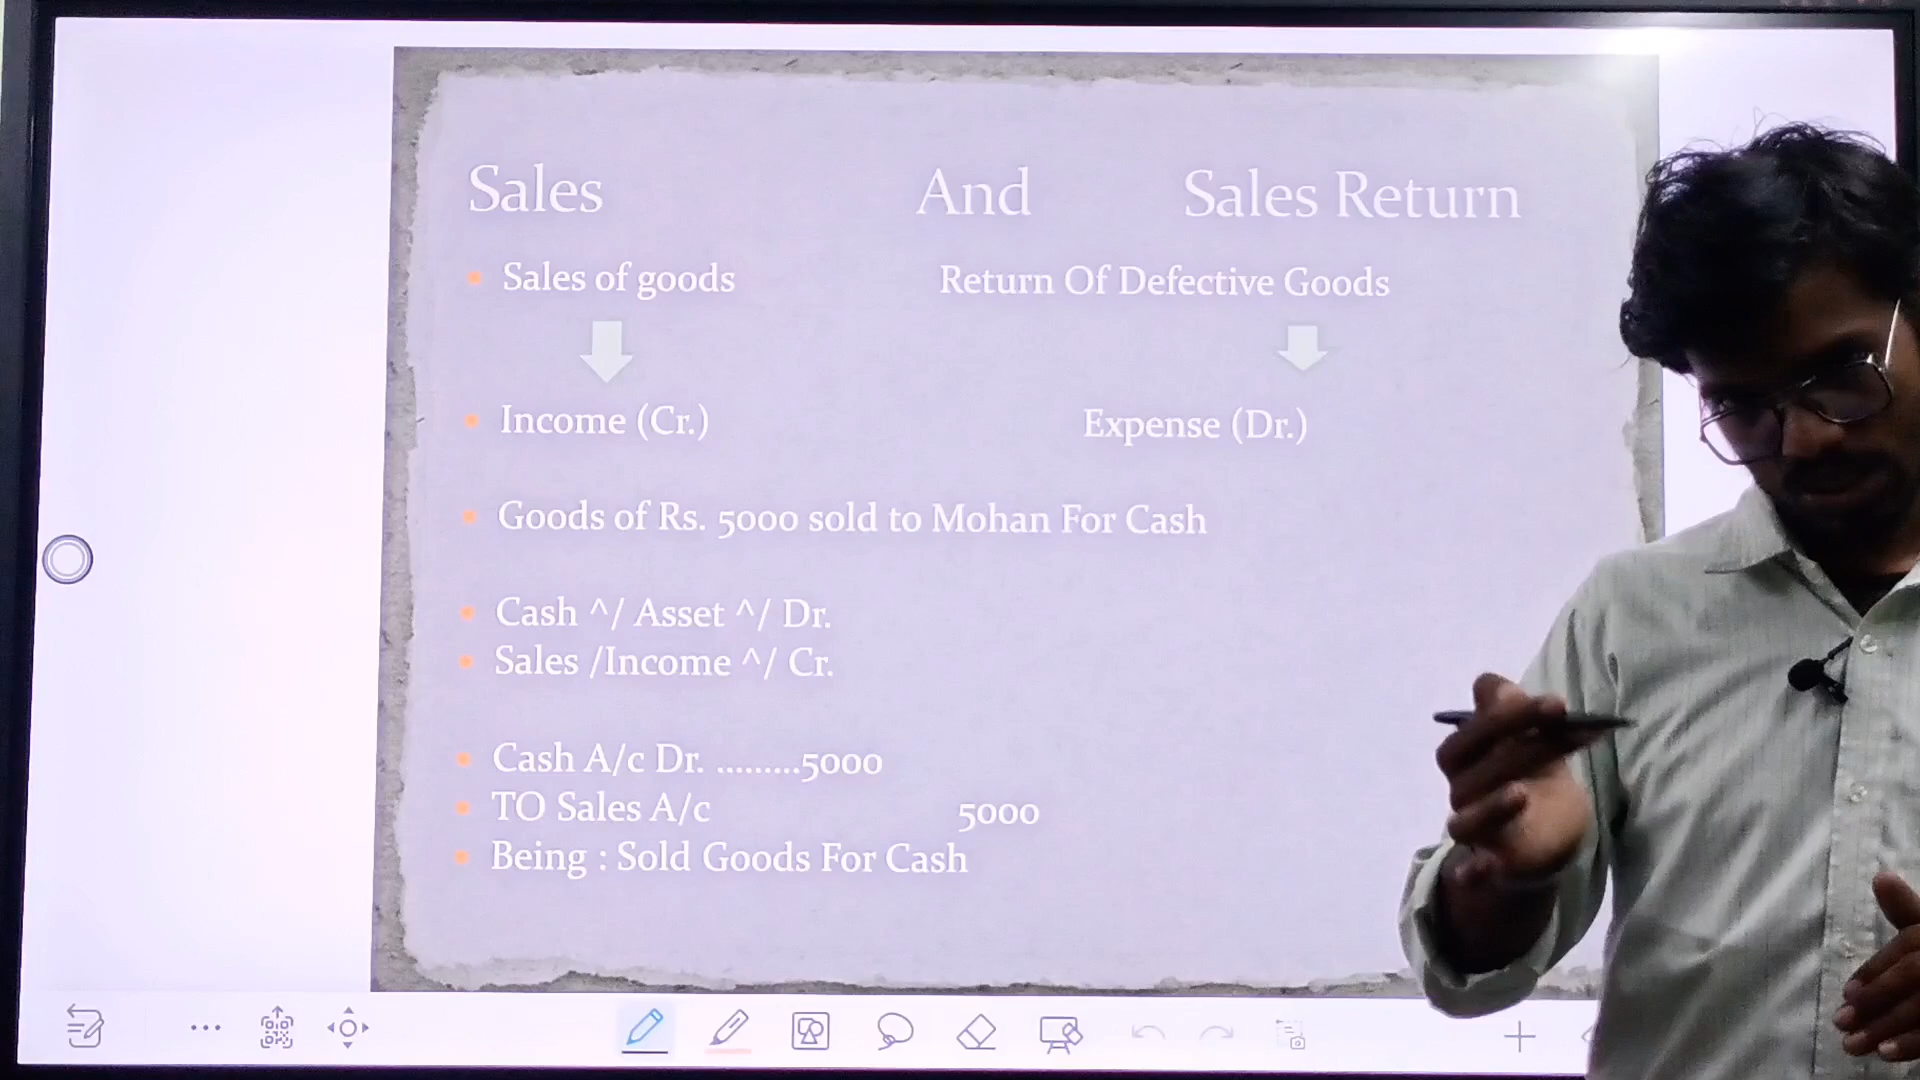 Sales And Sales Return
Sales of goods Return Of Defective Goods
Income (Cr.) Expense (Dr.)
Goods of Rs. 5000 sold to Mohan For Cash
Cash ^/ Asset ^/ Dr.
Sales /Income ^/ Cr.
Cash A/c Dr. .........5000
TO Sales A/c 5000
Being : Sold Goods For Cash